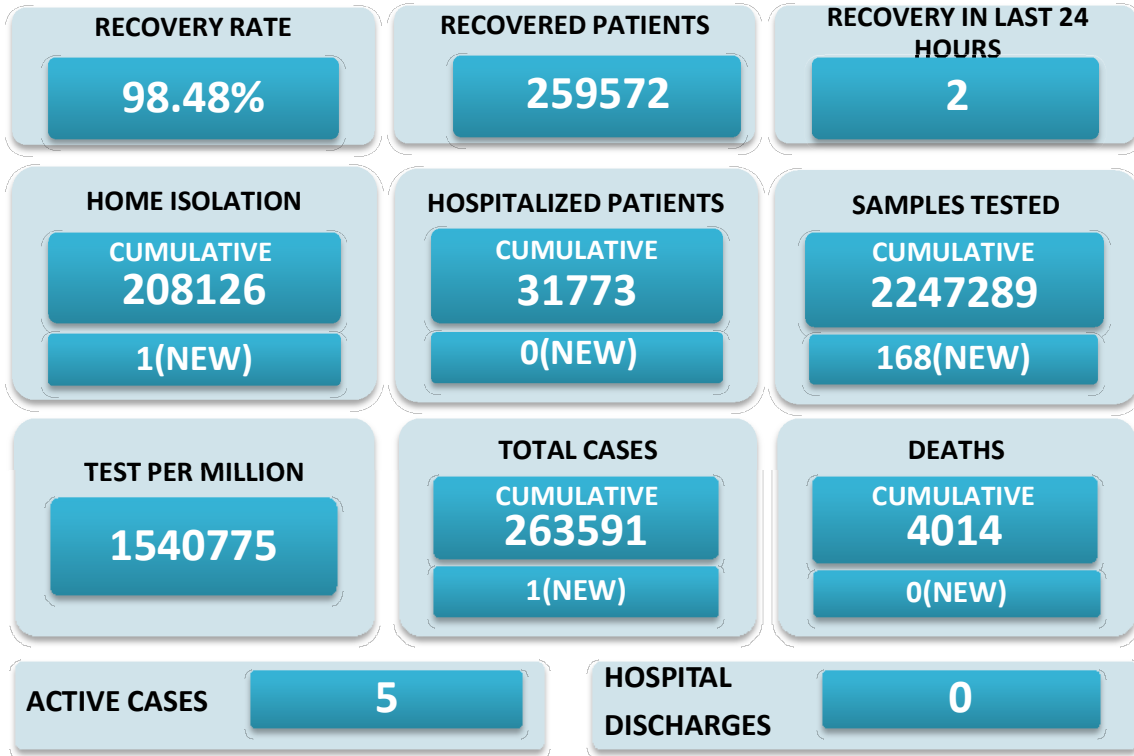 RECOVERY RATE
98.48%
RECOVERED PATIENTS
259572
RECOVERY IN LAST 24
HOURS
2
HOME ISOLATION
CUMULATIVE
208126
1(NEW)
HOSPITALIZED PATIENTS
CUMULATIVE
31773
0(NEW)
SAMPLES TESTED
CUMULATIVE
2247289
168(NEW)
TEST PER MILLION
1540775
TOTAL CASES
CUMULATIVE
263591
1(NEW)
DEATHS
CUMULATIVE
4014
0(NEW)
ACTIVE CASES
5
HOSPITAL
DISCHARGES
0